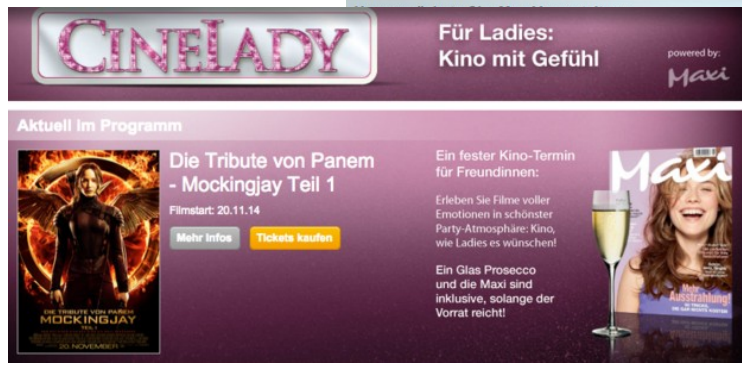 CINELADY
Für Ladies:
Kino mit Gefühl
powered by:
Maxi
Aktuell im Programm
Die Tribute von Panem
- Mockingjay Teil 1
Filmstart: 20.11.14
Mehr Infos
Tickets kaufen
DIE TRIBUTE VON PANEM
MOCKINGJAY
TEIL 1
20. NOVEMBER
Ein fester Kino-Termin
für Freundinnen:
Erleben Sie Filme voller
Emotionen in schönster
Party-Atmosphäre: Kino,
wie Ladies es wünschen!
Ein Glas Prosecco
und die Maxi sind
inklusive, solange der
Vorrat reicht!
Maxi
Mehr
Ausstrahlung!